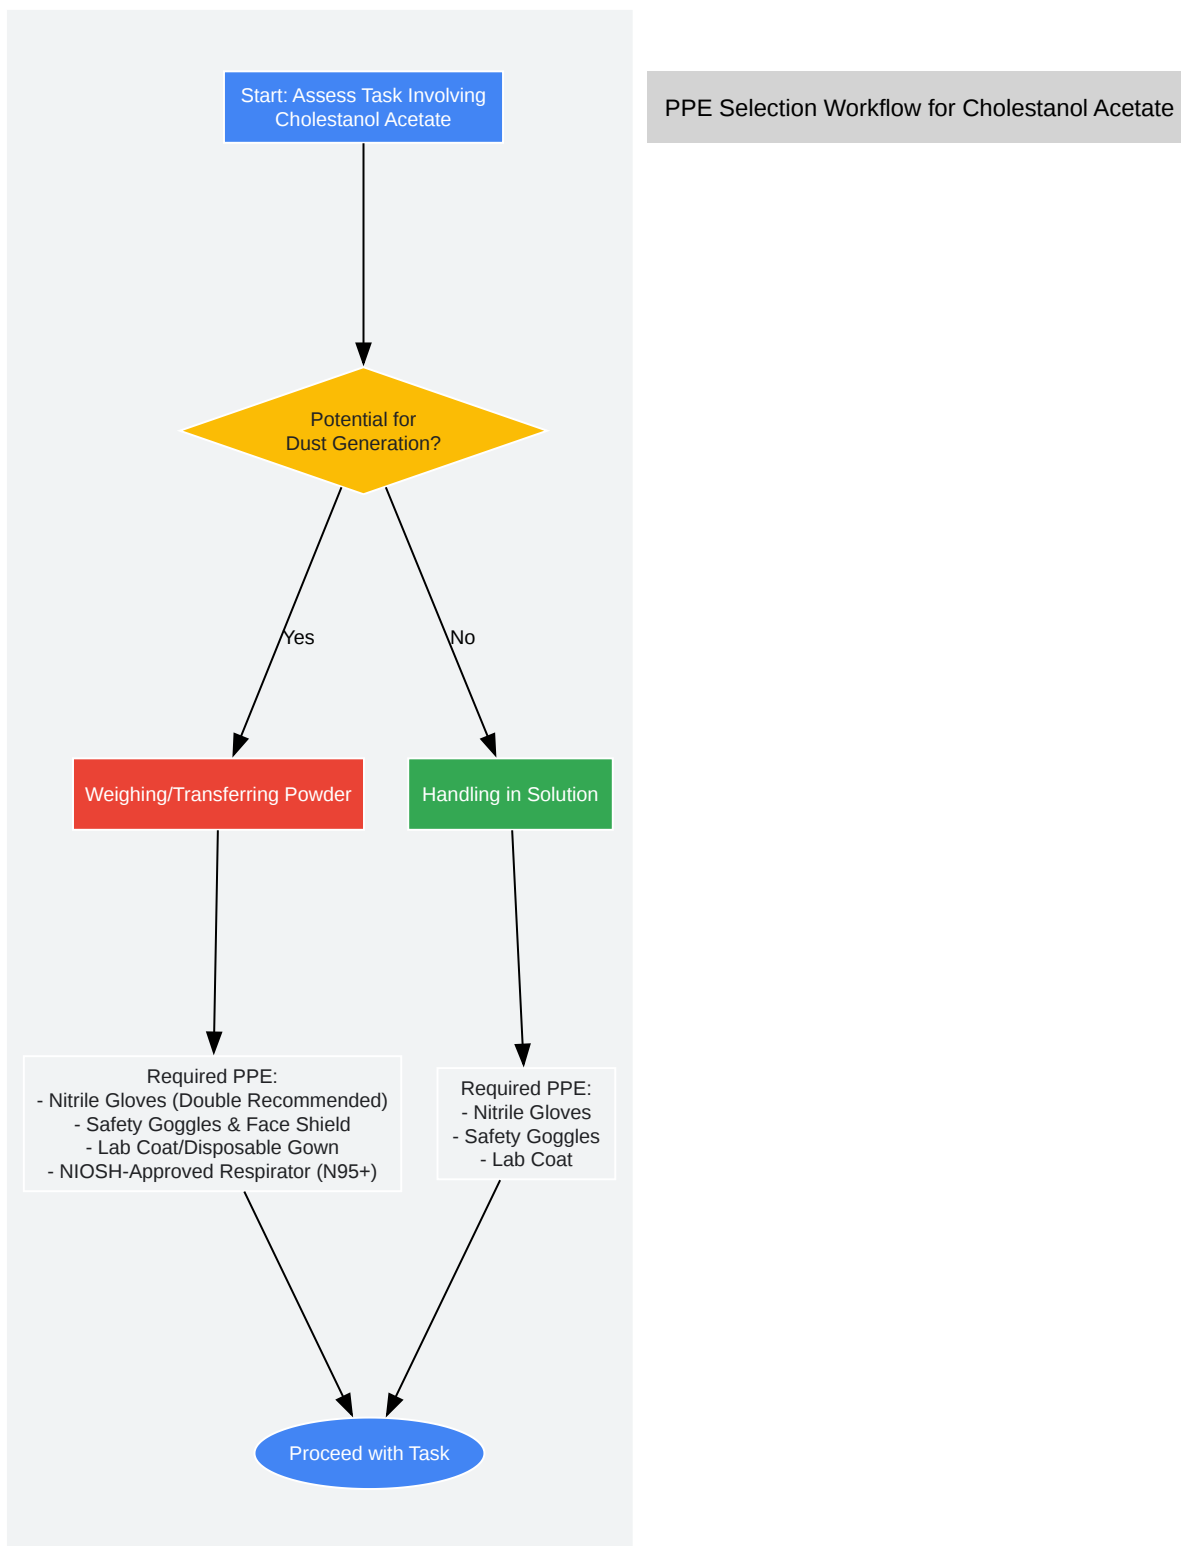 Start: Assess Task Involving
Cholestanol Acetate
PPE Selection Workflow for Cholestanol Acetate
Potential for
Dust Generation?
Yes
No
Weighing/Transferring Powder
Handling in Solution
Required PPE:
- Nitrile Gloves (Double Recommended)
- Safety Goggles & Face Shield
- Lab Coat/Disposable Gown
- NIOSH-Approved Respirator (N95+)
Required PPE:
- Nitrile Gloves
- Safety Goggles
- Lab Coat
Proceed with Task